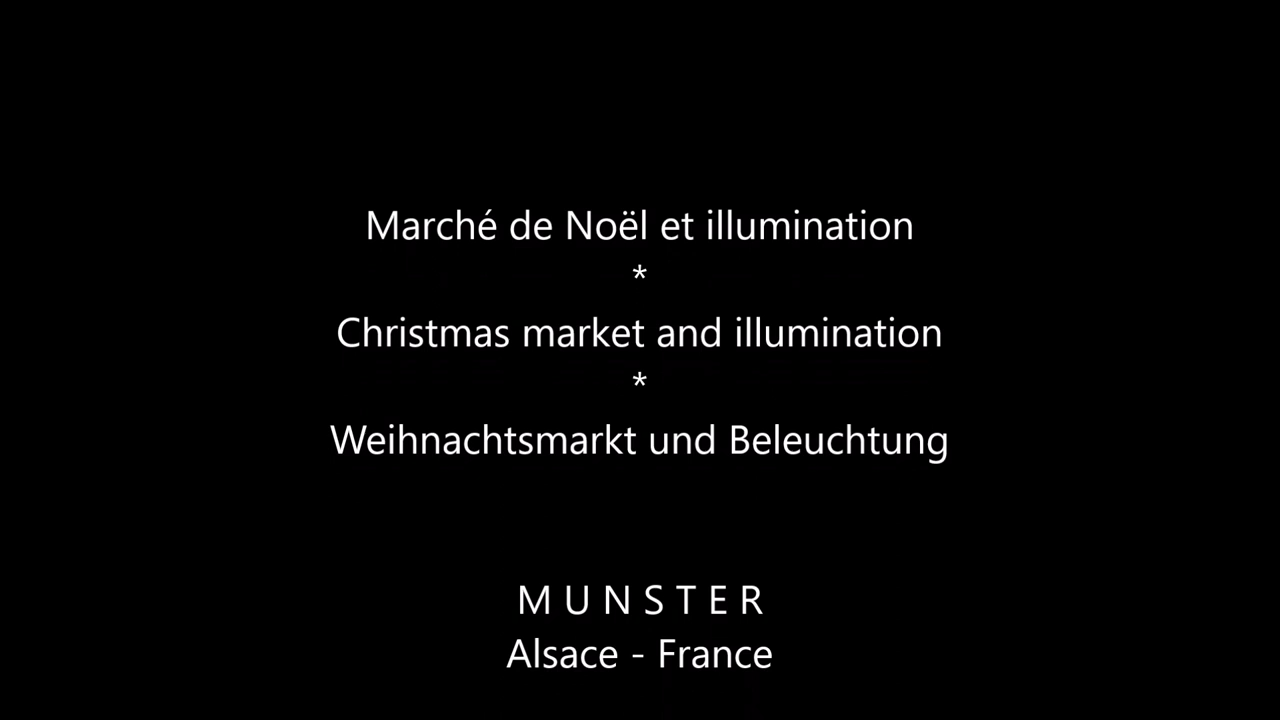 Marché de Noël et illumination
*
Christmas market and illumination
*
Weihnachtsmarkt und Beleuchtung
M U N S T E R
Alsace - France